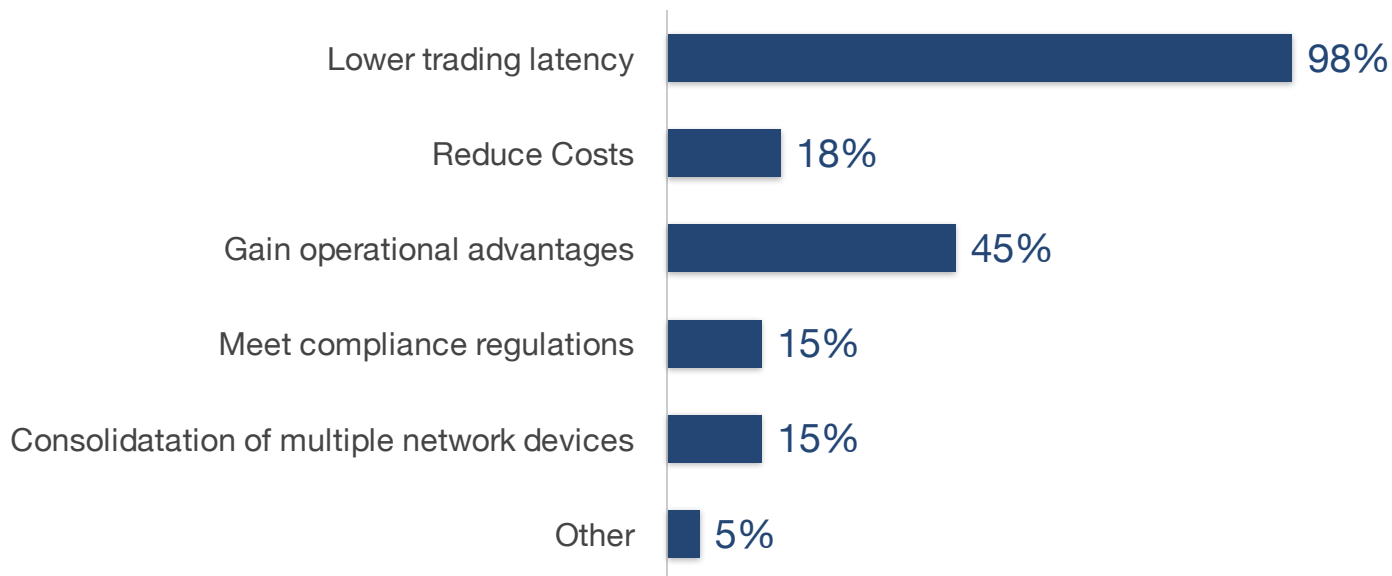 Lower trading latency 98%
Reduce Costs 18%
Gain operational advantages 45%
Meet compliance regulations 15%
Consolidatation of multiple network devices 15%
Other 5%